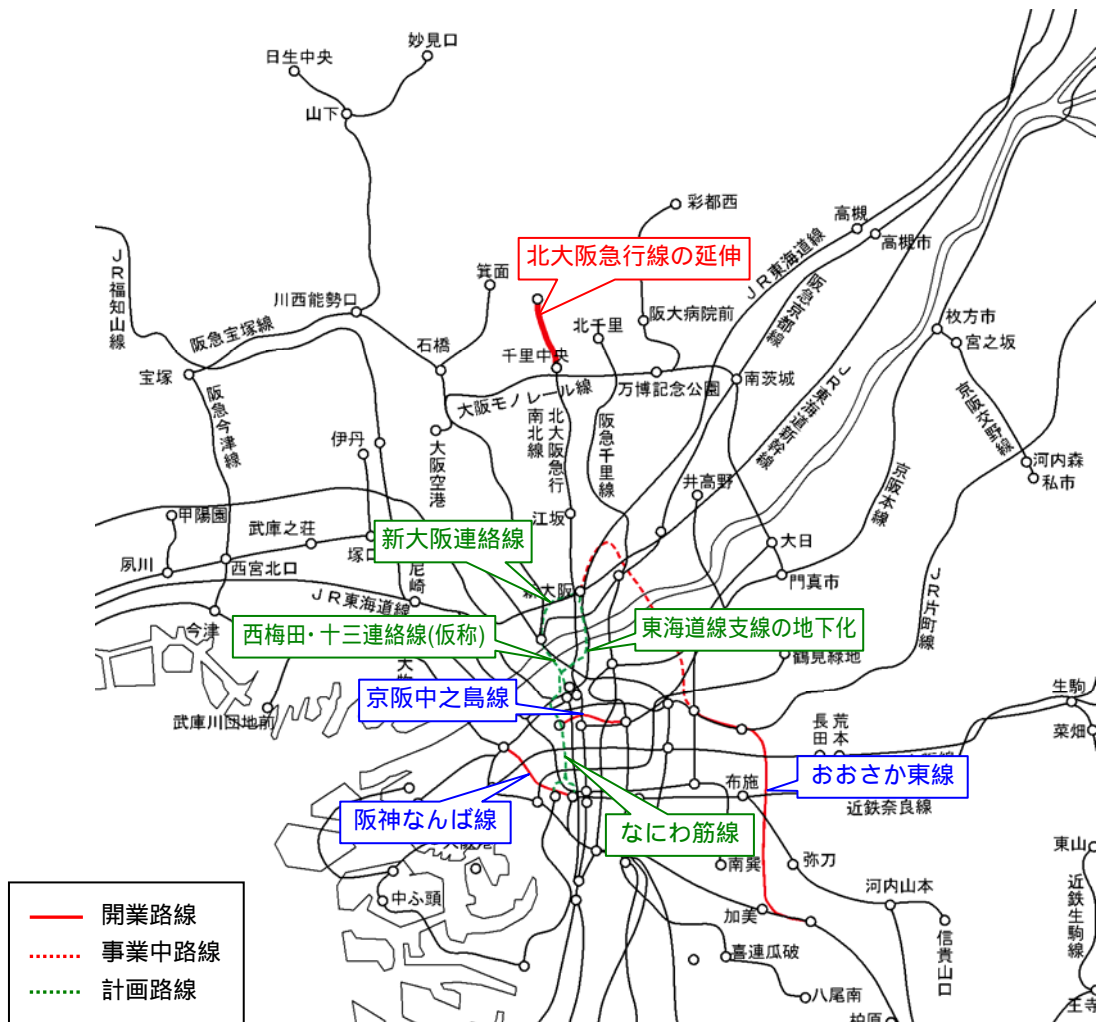 妙見口
日生中央
山下
彩都西
高槻
高槻市
北大阪急行線の延伸
JR東海道線
箕面
JR福知山線
川西能勢口
阪急宝塚線
北千里
阪大病院前
阪急京都線
枚方市
宮之坂
石橋
千里中央
宝塚
万博記念公園
南茨城
大阪モノレール線
JR東海道新幹線
京阪交野線
阪急今津線
伊丹
大阪空港
北大阪急行
南北線
阪急千里線
井高野
京阪本線
河内森
私市
甲陽園
武庫之荘
江坂
新大阪連絡線
大日
夙川
西宮北口
塚口
尼崎
門真市
新大阪
JR東海道線
JR片町線
今津
西梅田・十三連絡線(仮称)
東海道線支線の地下化
鶴見緑地
大物
京阪中之島線
生駒
武庫川団地前
長田
荒本
菜畑
おおさか東線
布施
近鉄奈良線
阪神なんば線
なにわ筋線
東山
南巽
弥刀
河内山本
近鉄生駒線
中ふ頭
加美
信貴山口
喜連瓜破
八尾南
王寺
柏原
開業路線
事業中路線
計画路線